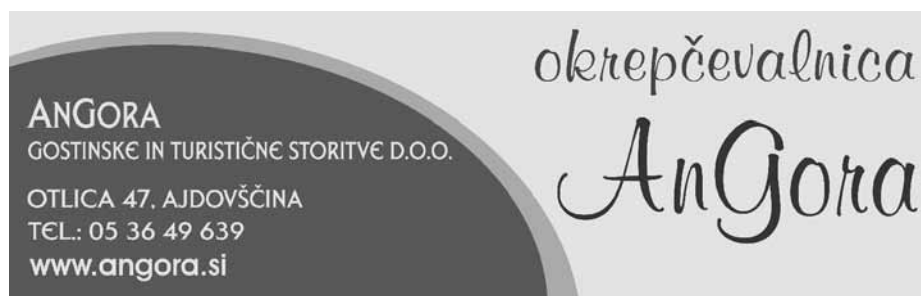 ANGORA
GOSTINSKE IN TURISTIČNE STORITVE D.O.O.
OTLICA 47, AJDOVŠČINA
TEL.: 05 36 49 639
www.angora.si
okrepčevalnica
AnGora